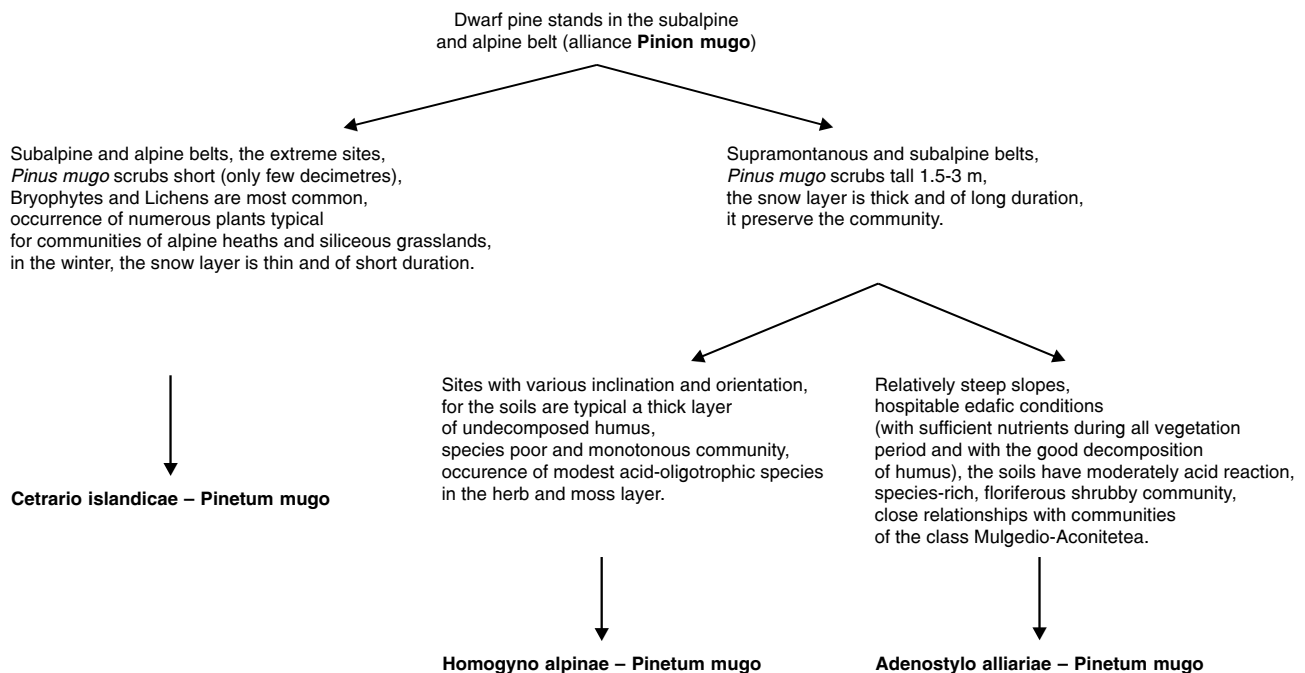 Dwarf pine stands in the subalpine
and alpine belt (alliance Pinion mugo)
Subalpine and alpine belts, the extreme sites,
Pinus mugo scrubs short (only few decimetres),
Bryophytes and Lichens are most common,
occurrence of numerous plants typical
for communities of alpine heaths and siliceous grasslands,
in the winter, the snow layer is thin and of short duration.
Supramontanous and subalpine belts,
Pinus mugo scrubs tall 1.5-3 m,
the snow layer is thick and of long duration,
it preserve the community.
Sites with various inclination and orientation,
for the soils are typical a thick layer
of undecomposed humus,
species poor and monotonous community,
occurence of modest acid-oligotrophic species
in the herb and moss layer.
Relatively steep slopes,
hospitable edafic conditions
(with sufficient nutrients during all vegetation
period and with the good decomposition
of humus), the soils have moderately acid reaction,
species-rich, floriferous shrubby community,
close relationships with communities
of the class Mulgedio-Aconitetea.
Cetrario islandicae – Pinetum mugo
Homogyno alpinae – Pinetum mugo
Adenostylo alliariae – Pinetum mugo